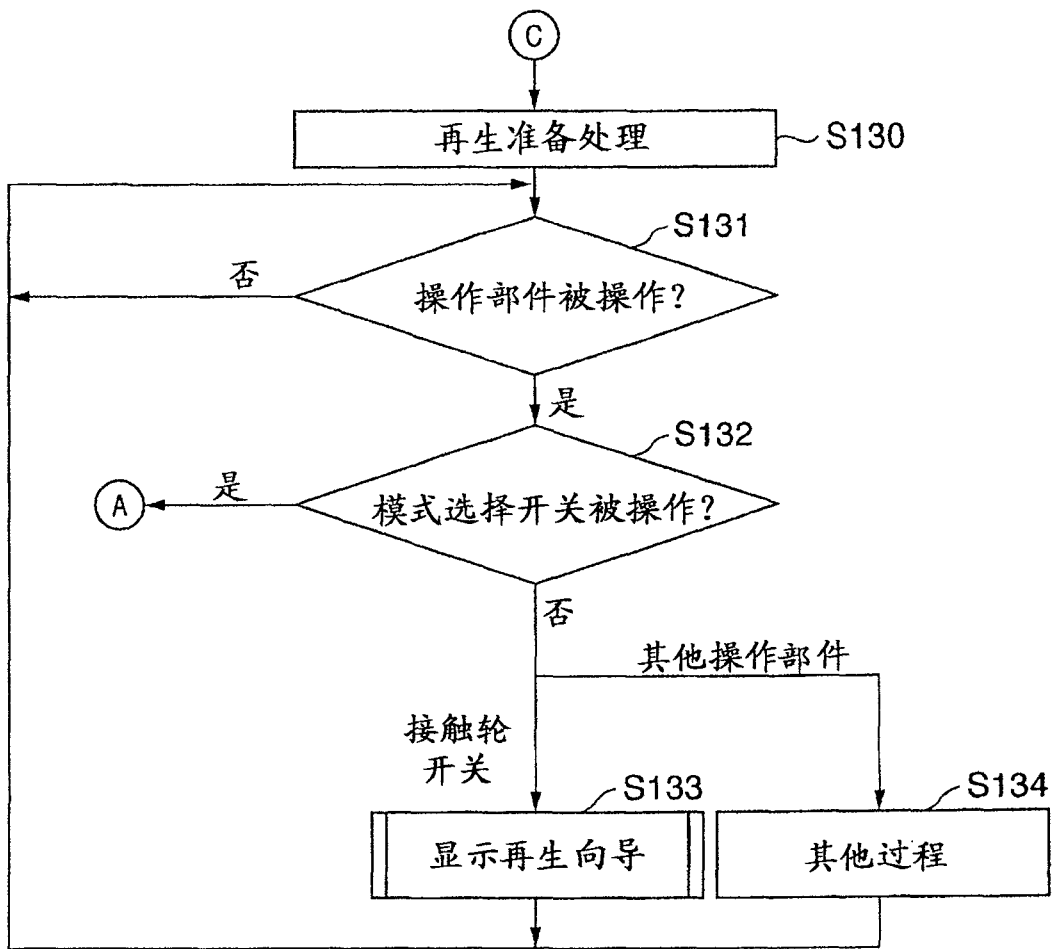 C
再生准备处理
S130
S131
否
操作部件被操作？
是
S132
A
是
模式选择开关被操作？
否
其他操作部件
接触轮
开关
S133
S134
显示再生向导
其他过程